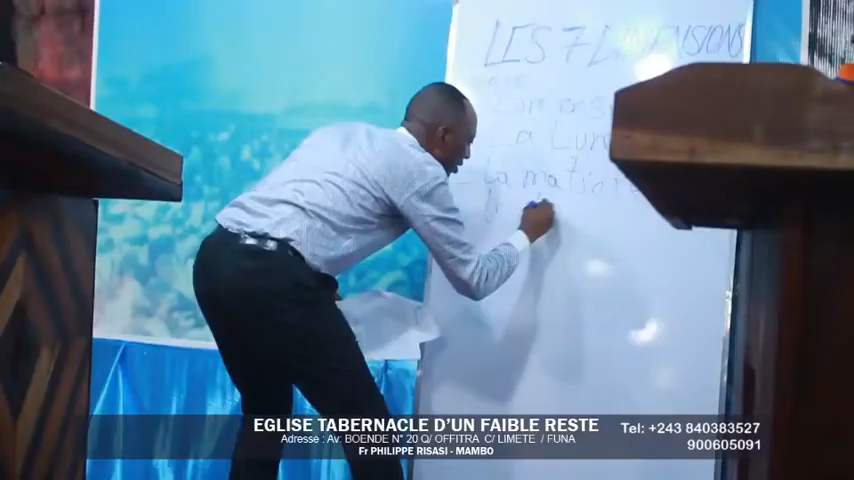 LES 7 DIMENSIONS
La Lum
La matière
EGLISE TABERNACLE D'UN FAIBLE RESTE
Adresse : Av: BOENDE N° 20 Q/ OFFITRA C/ LIMETE / FUNA
Fr PHILIPPE RISASI - MAMBO
Tel: +243 840383527
900605091